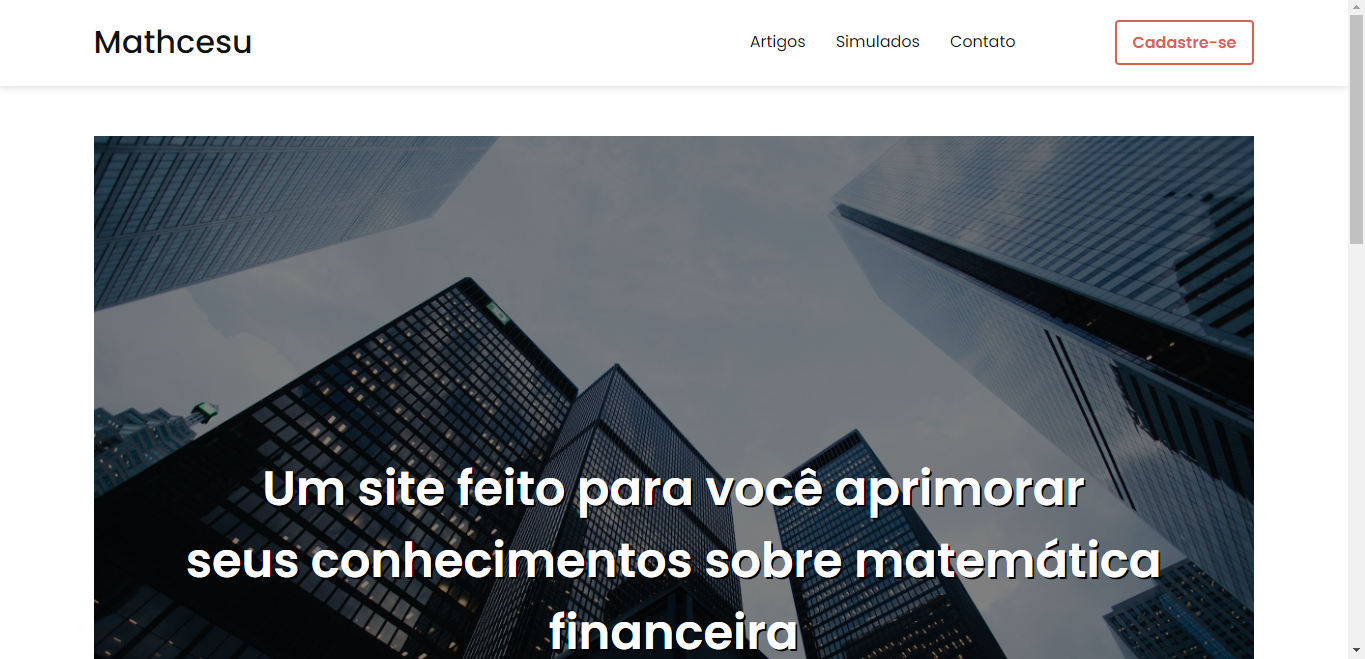 Mathcesu
Artigos Simulados Contato
Cadastre-se
Um site feito para você aprimorar
seus conhecimentos sobre matemática
financeira